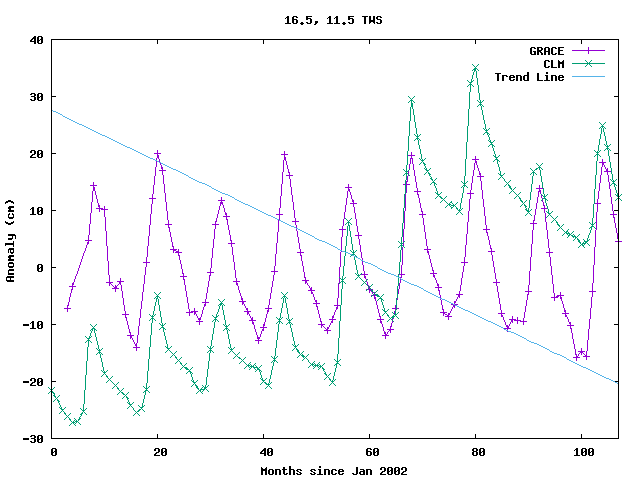 16.5, 11.5 TWS
GRACE
CLM
Trend Line
Anomaly (cm)
40
30
20
10
0
-10
-20
-30
0 20 40 60 80 100
Months since Jan 2002